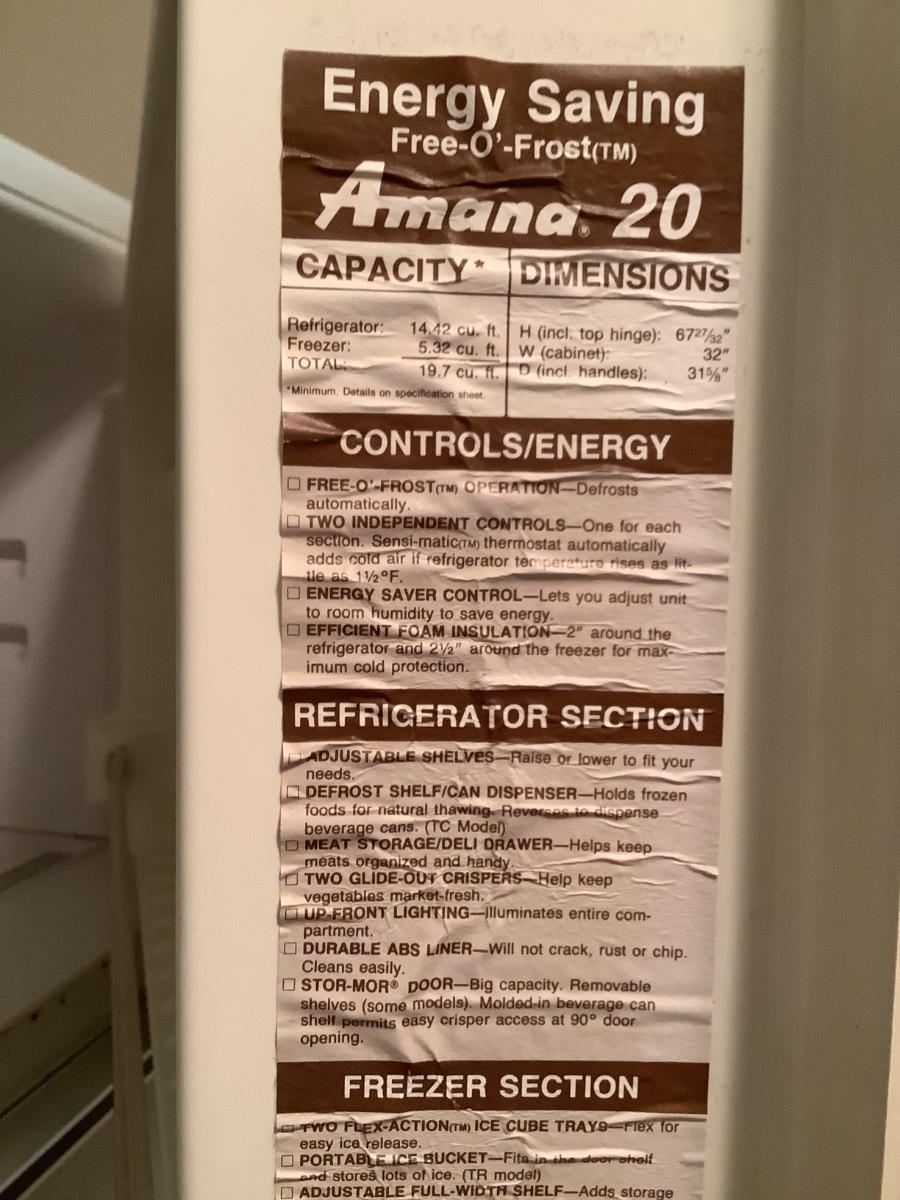 Energy Saving
Free-O'-Frost(TM)
Amana® 20
CAPACITY*
Refrigerator: 14.42 cu. ft.
Freezer: 5.32 cu. ft.
TOTAL: 19.7 cu. ft.
*Minimum. Details on specification sheet.
DIMENSIONS
H (incl. top hinge): 67 27/32"
W (cabinet): 32"
D (incl. handles): 31⅝"
CONTROLS/ENERGY
☐ FREE-O'-FROST(TM) OPERATION—Defrosts
automatically.
☐ TWO INDEPENDENT CONTROLS—One for each
section. Sensi-matic(TM) thermostat automatically
adds cold air if refrigerator temperature rises as lit-
tle as 1½°F.
☐ ENERGY SAVER CONTROL—Lets you adjust unit
to room humidity to save energy.
☐ EFFICIENT FOAM INSULATION—2" around the
refrigerator and 2½" around the freezer for max-
imum cold protection.
REFRIGERATOR SECTION
☐ ADJUSTABLE SHELVES—Raise or lower to fit your
needs.
☐ DEFROST SHELF/CAN DISPENSER—Holds frozen
foods for natural thawing. Reverses to dispense
beverage cans. (TC Model)
☐ MEAT STORAGE/DELI DRAWER—Helps keep
meats organized and handy.
☐ TWO GLIDE-OUT CRISPERS—Help keep
vegetables market-fresh.
☐ UP-FRONT LIGHTING—Illuminates entire com-
partment.
☐ DURABLE ABS LINER—Will not crack, rust or chip.
Cleans easily.
☐ STOR-MOR® DOOR—Big capacity. Removable
shelves (some models). Molded-in beverage can
shelf permits easy crisper access at 90° door
opening.
FREEZER SECTION
☐ TWO FLEX-ACTION(TM) ICE CUBE TRAYS—Flex for
easy ice release.
☐ PORTABLE ICE BUCKET—Fits in the door shelf
and stores lots of ice. (TR model)
☐ ADJUSTABLE FULL-WIDTH SHELF—Adds storage